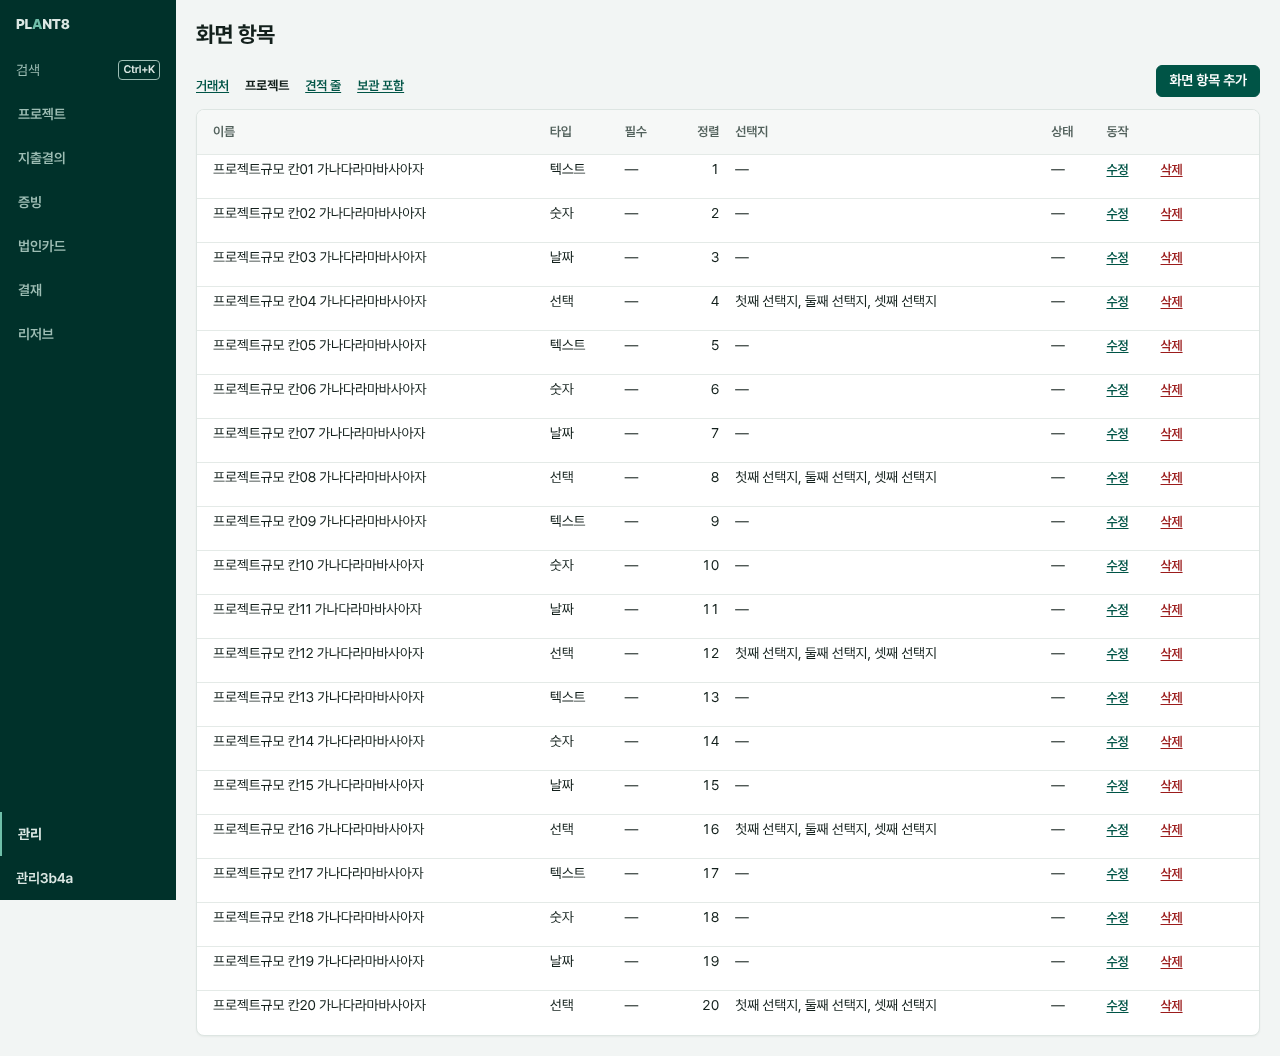 PLANT8
검색 Ctrl+K
프로젝트
지출결의
증빙
법인카드
결재
리저브
관리
관리3b4a
화면 항목
거래처 프로젝트 견적 줄 보관 포함
화면 항목 추가
이름 타입 필수 정렬 선택지 상태 동작
프로젝트규모 칸01 가나다라마바사아자 텍스트 — 1 — — 수정 삭제
프로젝트규모 칸02 가나다라마바사아자 숫자 — 2 — — 수정 삭제
프로젝트규모 칸03 가나다라마바사아자 날짜 — 3 — — 수정 삭제
프로젝트규모 칸04 가나다라마바사아자 선택 — 4 첫째 선택지, 둘째 선택지, 셋째 선택지 — 수정 삭제
프로젝트규모 칸05 가나다라마바사아자 텍스트 — 5 — — 수정 삭제
프로젝트규모 칸06 가나다라마바사아자 숫자 — 6 — — 수정 삭제
프로젝트규모 칸07 가나다라마바사아자 날짜 — 7 — — 수정 삭제
프로젝트규모 칸08 가나다라마바사아자 선택 — 8 첫째 선택지, 둘째 선택지, 셋째 선택지 — 수정 삭제
프로젝트규모 칸09 가나다라마바사아자 텍스트 — 9 — — 수정 삭제
프로젝트규모 칸10 가나다라마바사아자 숫자 — 10 — — 수정 삭제
프로젝트규모 칸11 가나다라마바사아자 날짜 — 11 — — 수정 삭제
프로젝트규모 칸12 가나다라마바사아자 선택 — 12 첫째 선택지, 둘째 선택지, 셋째 선택지 — 수정 삭제
프로젝트규모 칸13 가나다라마바사아자 텍스트 — 13 — — 수정 삭제
프로젝트규모 칸14 가나다라마바사아자 숫자 — 14 — — 수정 삭제
프로젝트규모 칸15 가나다라마바사아자 날짜 — 15 — — 수정 삭제
프로젝트규모 칸16 가나다라마바사아자 선택 — 16 첫째 선택지, 둘째 선택지, 셋째 선택지 — 수정 삭제
프로젝트규모 칸17 가나다라마바사아자 텍스트 — 17 — — 수정 삭제
프로젝트규모 칸18 가나다라마바사아자 숫자 — 18 — — 수정 삭제
프로젝트규모 칸19 가나다라마바사아자 날짜 — 19 — — 수정 삭제
프로젝트규모 칸20 가나다라마바사아자 선택 — 20 첫째 선택지, 둘째 선택지, 셋째 선택지 — 수정 삭제